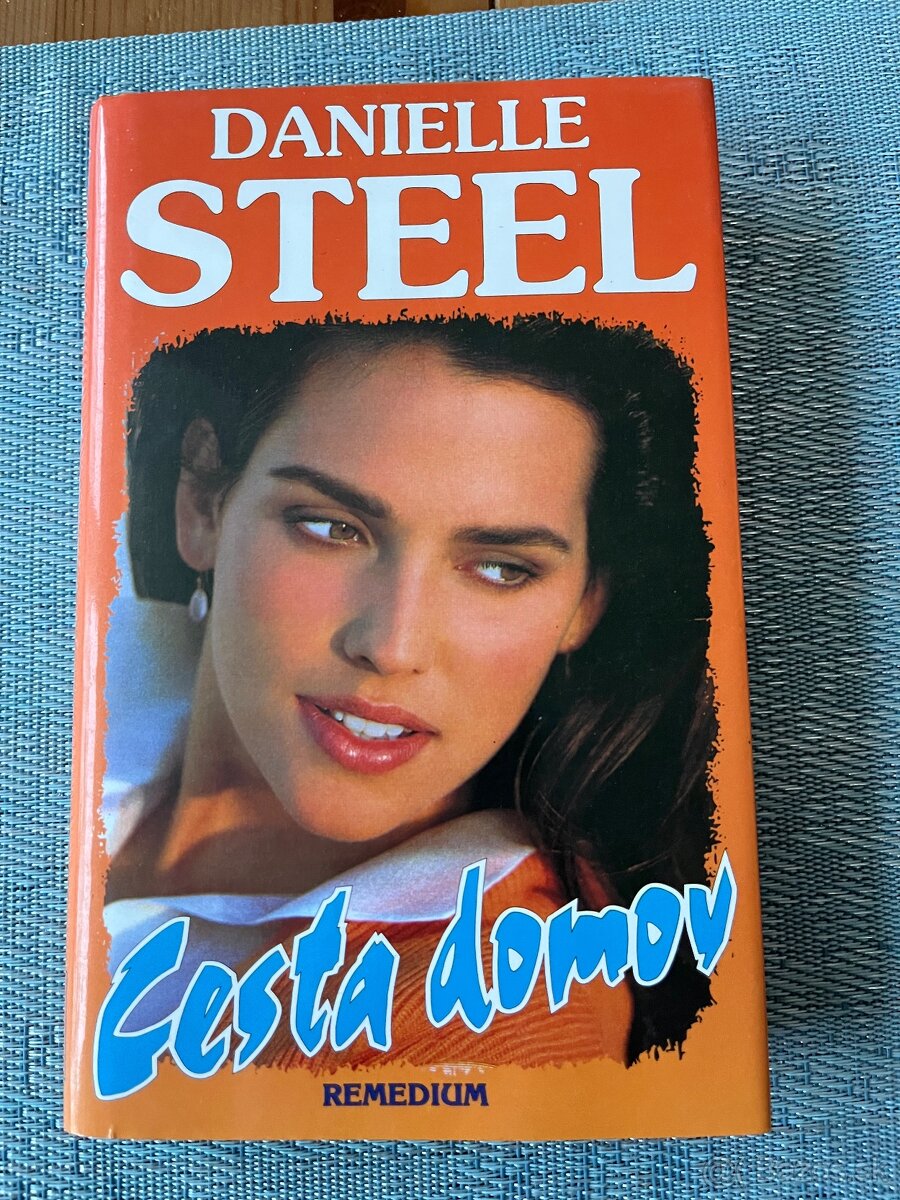 DANIELLE
STEEL
Cesta domov
REMEDIUM